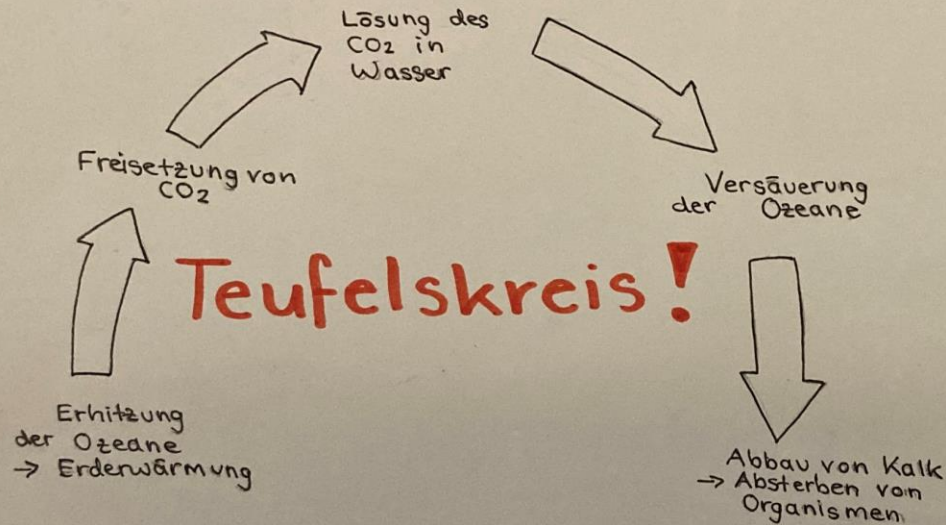 Lösung des
CO2 in
Wasser
Freisetzung von
CO2
Versäuerung
der Ozeane
Teufelskreis!
Erhitzung
der Ozeane
→ Erderwärmung
Abbau von Kalk
→ Absterben von
Organismen